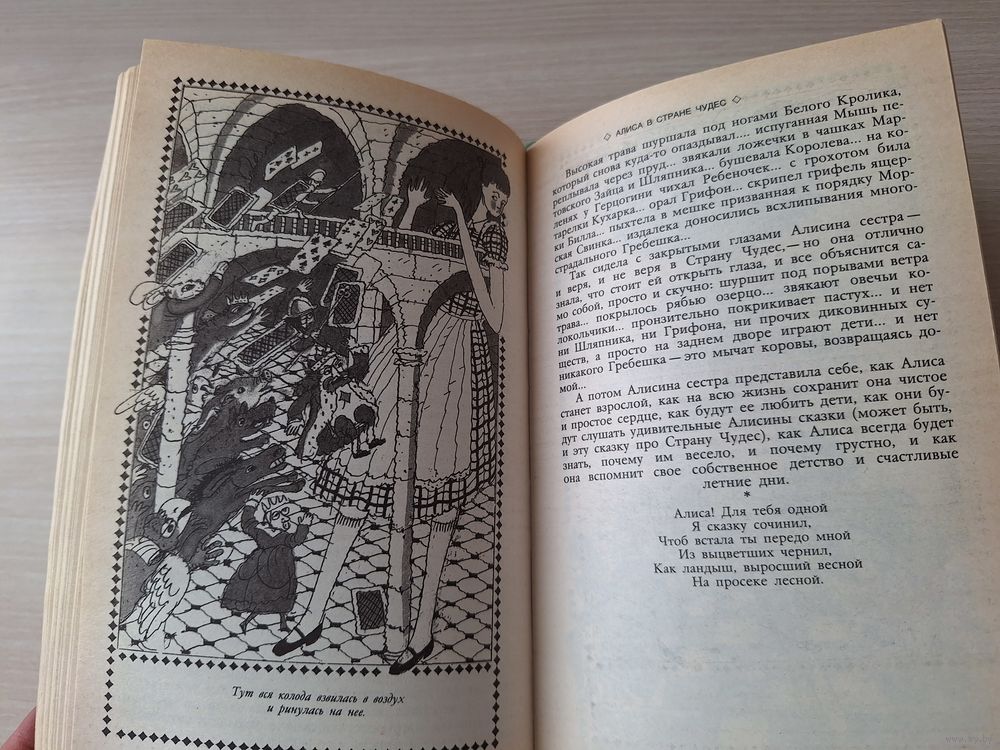 Тут вся колода взвилась в воздух
и ринулась на нее.
◇ АЛИСА В СТРАНЕ ЧУДЕС ◇
Высокая трава шуршала под ногами Белого Кролика,
который снова куда-то опаздывал.... испуганная Мышь пе-
реплывала через пруд... звякали ложечки в чашках Мар-
товского Зайца и Шляпника... бушевала Королева... на ко-
ленях у Герцогини чихал Ребеночек... с грохотом била
тарелки Кухарка... орал Грифон... скрипел грифель ящер-
ки Билла... пыхтела в мешке призванная к порядку Мор-
ская Свинка... издалека доносились всхлипывания много-
страдального Гребешка...
Так сидела с закрытыми глазами Алисина сестра —
и веря, и не веря в Страну Чудес, — но она отлично
знала, что стоит ей открыть глаза, и все объяснится са-
мо собой, просто и скучно: шуршит под порывами ветра
трава... покрылось рябью озерцо... звякают овечьи ко-
локольчики... пронзительно покрикивает пастух... и нет
ни Шляпника, ни Грифона, ни прочих диковинных су-
ществ, а просто на заднем дворе играют дети... и нет
никакого Гребешка — это мычат коровы, возвращаясь до-
мой...
А потом Алисина сестра представила себе, как Алиса
станет взрослой, как на всю жизнь сохранит она чистое
и простое сердце, как будут ее любить дети, как они бу-
дут слушать удивительные Алисины сказки (может быть,
и эту сказку про Страну Чудес), как Алиса всегда будет
знать, почему им весело, и почему грустно, и как
она вспомнит свое собственное детство и счастливые
летние дни.
*
Алиса! Для тебя одной
Я сказку сочинил,
Чтоб встала ты передо мной
Из выцветших чернил,
Как ландыш, выросший весной
На просеке лесной.